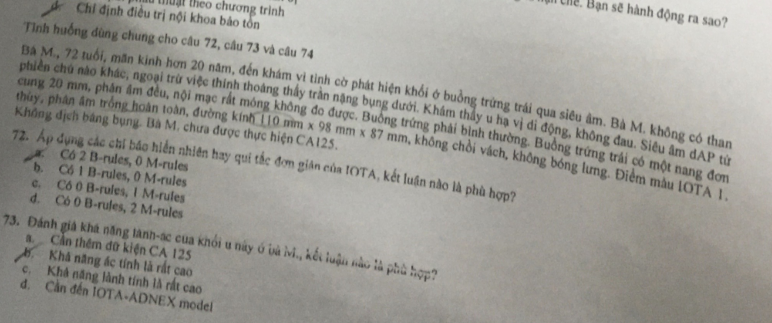 theo chương trình
Chỉ định điều trị nội khoa bảo tồn
chế. Bạn sẽ hành động ra sao?
Tình huống dùng chung cho câu 72, câu 73 và câu 74
Bà M., 72 tuổi, mãn kinh hơn 20 năm, đến khám vì tình cờ phát hiện khối ở buồng trứng trái qua siêu âm. Bà M. không có than
phiền chú nào khác, ngoại trừ việc thỉnh thoảng thấy trằn nặng bụng dưới. Khám thấy u hạ vị di động, không đau. Siêu âm dAP tử
cung 20 mm, phản âm đều, nội mạc rất mỏng không đo được. Buồng trứng phải bình thường. Buồng trứng trái có một nang đơn
thùy, phản âm trống hoàn toàn, đường kính 110 mm x 98 mm x 87 mm, không chồi vách, không bóng lưng. Điểm màu IOTA 1.
Không dịch báng bụng. Bà M. chưa được thực hiện CA125.
72. Áp dụng các chỉ báo hiển nhiên hay qui tắc đơn giản của IOTA, kết luận nào là phù hợp?
a. Có 2 B-rules, 0 M-rules
b. Có 1 B-rules, 0 M-rules
c. Có 0 B-rules, 1 M-rules
d. Có 0 B-rules, 2 M-rules
73. Đánh giá khả năng lành-ác của khối u này ở bà M., kết luận nào là phù hợp?
a. Cần thêm dữ kiện CA 125
b. Khả năng ác tính là rất cao
c. Khả năng lành tính là rất cao
d. Cần đến IOTA-ADNEX model